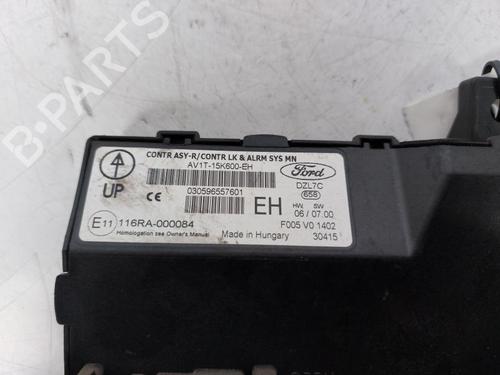 CONTR ASY-R/CONTR LK & ALRM SYS MN
AV1T-15K600-EH
Ford
UP
030596557601
DZL7C
658
CE
EH
HW SW
06 / 07.00
E11 116RA-000084
F005 V0 1402
Homologation see Owner's Manual
Made in Hungary
30415
B-PARTS